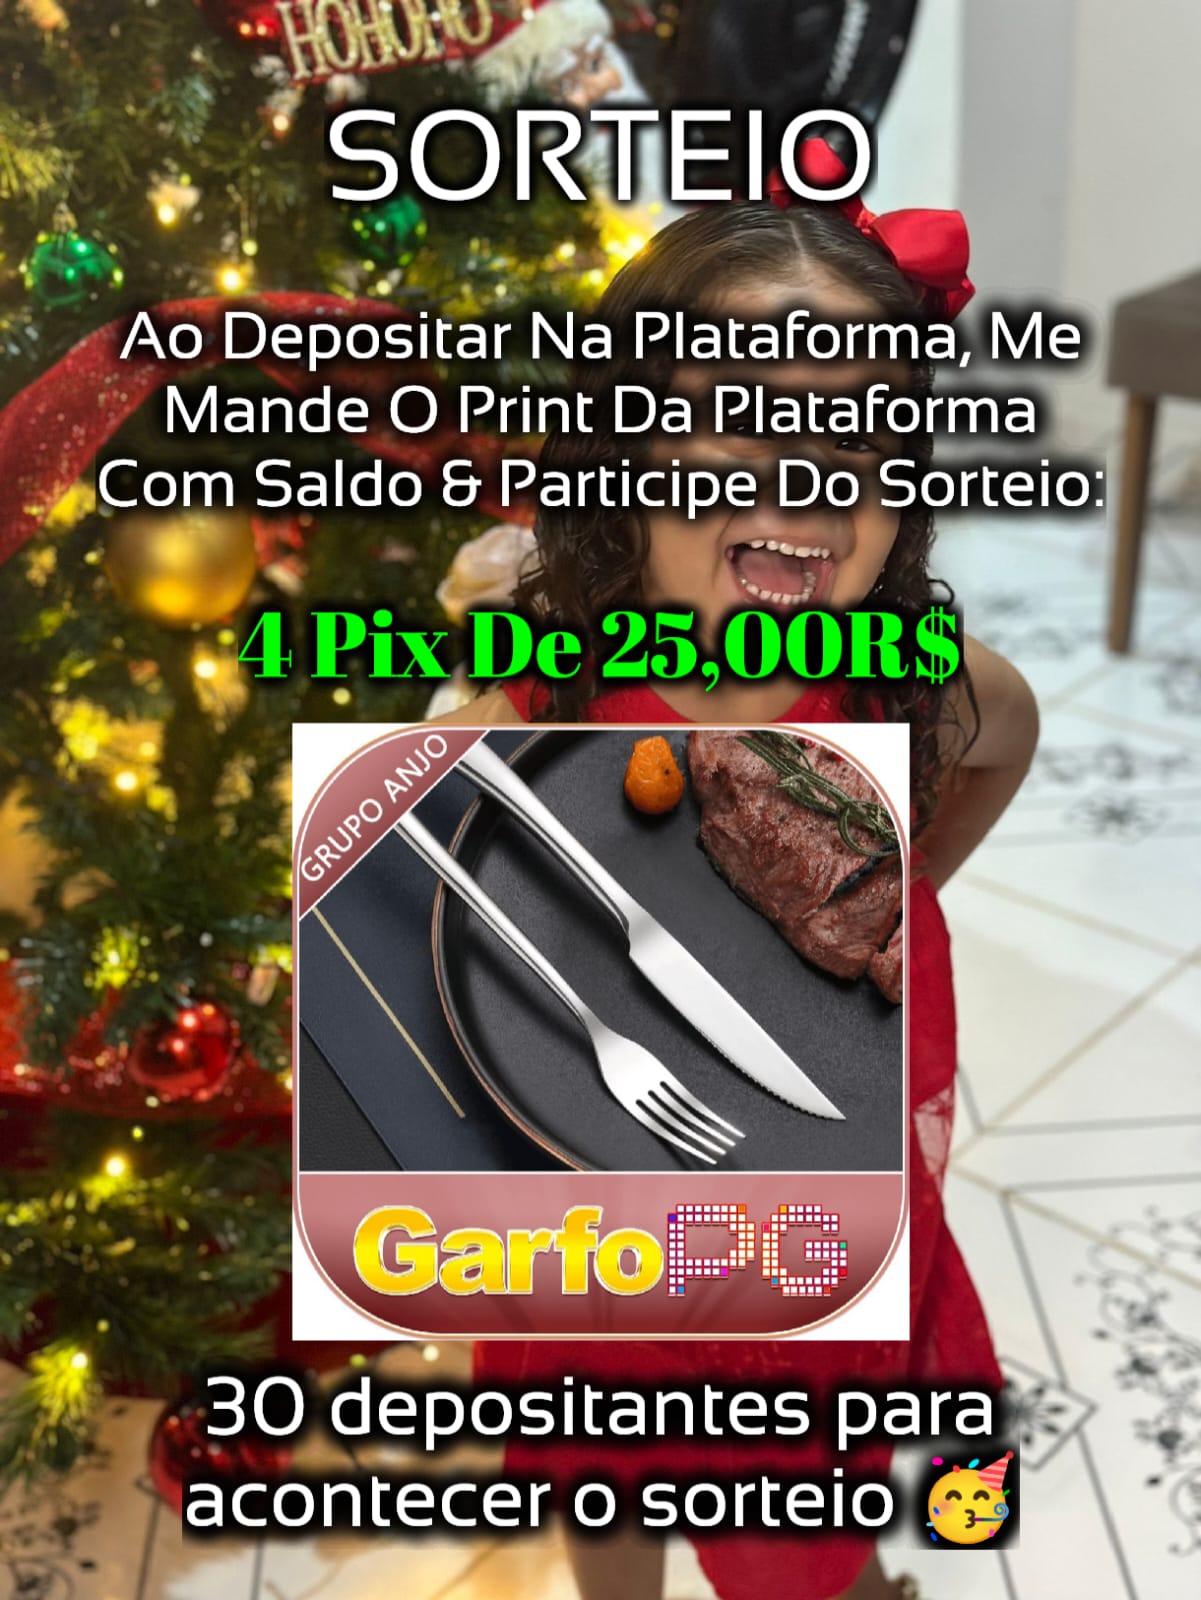 HOHOHO
SORTEIO
Ao Depositar Na Plataforma, Me
Mande O Print Da Plataforma
Com Saldo & Participe Do Sorteio:
4 Pix De 25,00R$
GRUPO ANJO
GarfoPG
30 depositantes para
acontecer o sorteio 🥳